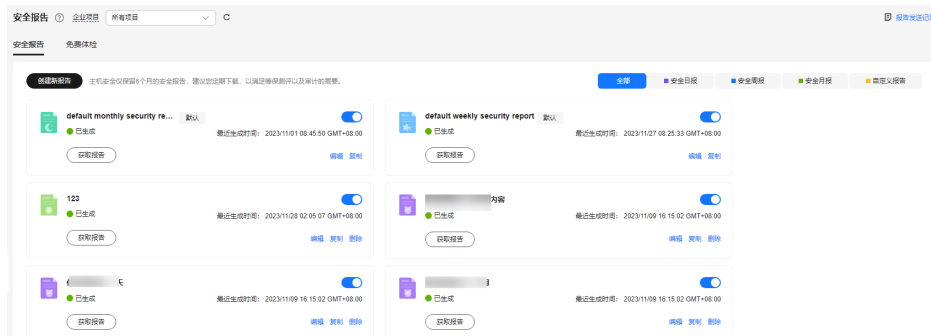 安全报告 企业项目 所有项目 报告发送记录
安全报告 免费体检
创建新报告 主机安全仅保留6个月的安全报告，建议您定期下载，以满足等保测评以及审计的需要。 全部 安全日报 安全周报 安全月报 自定义报告
default monthly security re... 默认
已生成 最近生成时间： 2023/11/01 08:45:50 GMT+08:00
获取报告 编辑 复制
default weekly security report 默认
已生成 最近生成时间： 2023/11/27 08:25:33 GMT+08:00
获取报告 编辑 复制
123
已生成 最近生成时间： 2023/11/28 02:05:07 GMT+08:00
获取报告 编辑 复制 删除
内容
已生成 最近生成时间： 2023/11/09 16:15:02 GMT+08:00
获取报告 编辑 复制 删除
天
已生成 最近生成时间： 2023/11/09 16:15:02 GMT+08:00
获取报告 编辑 复制 删除
已生成 最近生成时间： 2023/11/09 16:15:02 GMT+08:00
获取报告 编辑 复制 删除